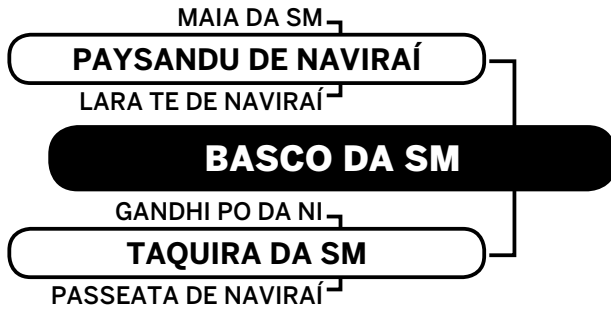 MAIA DA SM
PAYSANDU DE NAVIRAÍ
LARA TE DE NAVIRAÍ
BASCO DA SM
GANDHI PO DA NI
TAQUIRA DA SM
PASSEATA DE NAVIRAÍ